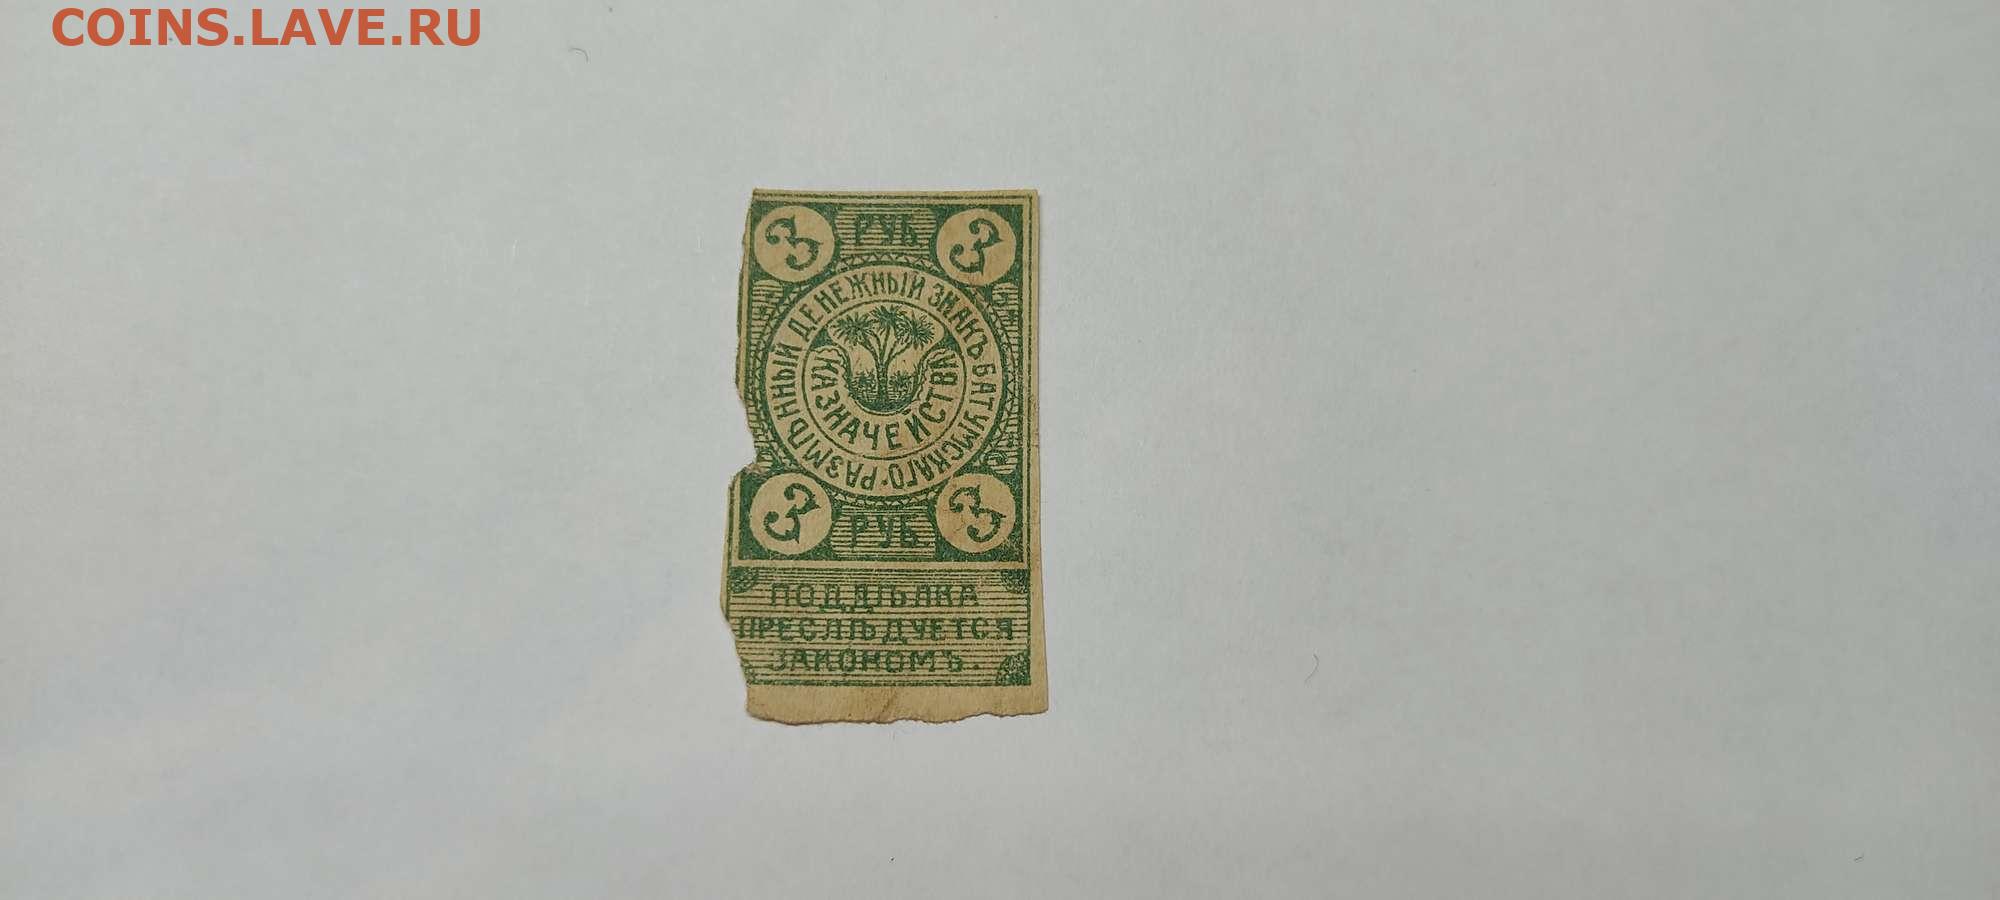 COINS.LAVE.RU
3 РУБ 3
РАЗМѢННЫЙ ДЕНЕЖНЫЙ ЗНАКЪ БАТУМСКАГО·
КАЗНАЧЕЙСТВА
3 РУБ 3
ПОДДѢЛКА
ПРЕСЛѢДУЕТСЯ
ЗАКОНОМЪ.